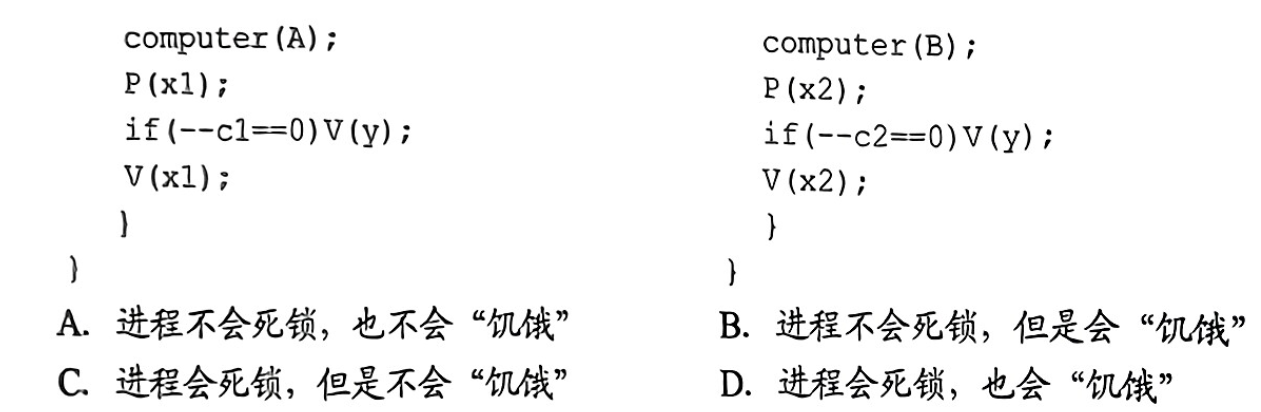 computer(A);
P(x1);
if(--c1==0)V(y);
V(x1);
}
}
computer(B);
P(x2);
if(--c2==0)V(y);
V(x2);
}
}
A. 进程不会死锁，也不会“饥饿”
B. 进程不会死锁，但是会“饥饿”
C. 进程会死锁，但是不会“饥饿”
D. 进程会死锁，也会“饥饿”